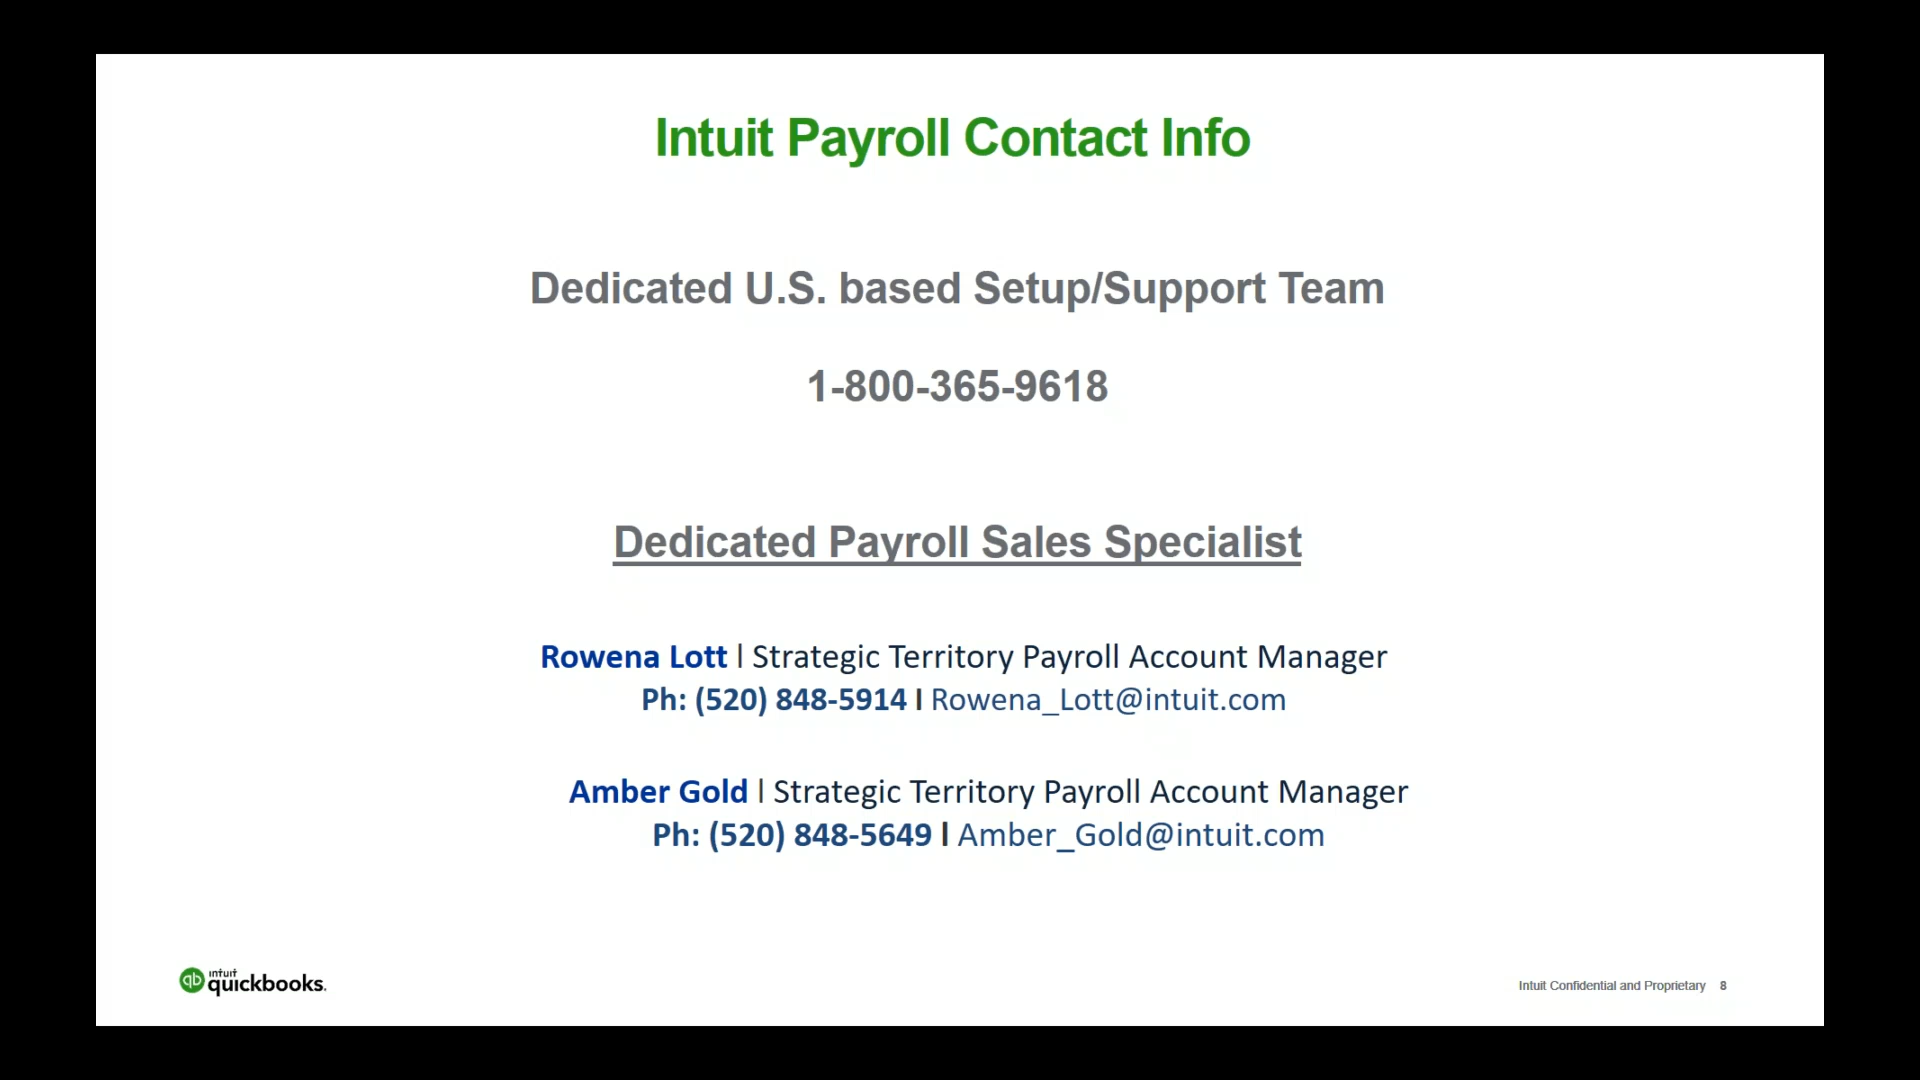 Intuit Payroll Contact Info
Dedicated U.S. based Setup/Support Team
1-800-365-9618
Dedicated Payroll Sales Specialist
Rowena Lott l Strategic Territory Payroll Account Manager
Ph: (520) 848-5914 I Rowena_Lott@intuit.com
Amber Gold l Strategic Territory Payroll Account Manager
Ph: (520) 848-5649 l Amber_Gold@intuit.com
qb intuit
quickbooks.
Intuit Confidential and Proprietary 8